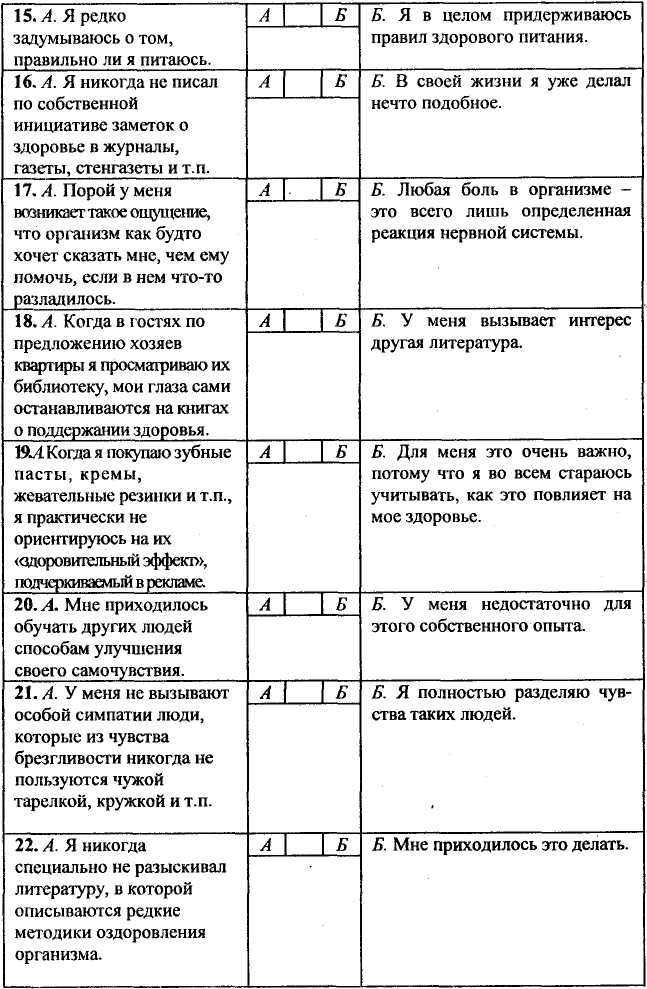 15. А. Я редко
задумываюсь о том,
правильно ли я питаюсь.
А Б
Б. Я в целом придерживаюсь
правил здорового питания.
16. А. Я никогда не писал
по собственной
инициативе заметок о
здоровье в журналы,
газеты, стенгазеты и т.п.
А Б
Б. В своей жизни я уже делал
нечто подобное.
17. А. Порой у меня
возникает такое ощущение,
что организм как будто
хочет сказать мне, чем ему
помочь, если в нем что-то
разладилось.
А Б
Б. Любая боль в организме –
это всего лишь определенная
реакция нервной системы.
18. А. Когда в гостях по
предложению хозяев
квартиры я просматриваю их
библиотеку, мои глаза сами
останавливаются на книгах
о поддержании здоровья.
А Б
Б. У меня вызывает интерес
другая литература.
19.А Когда я покупаю зубные
пасты, кремы,
жевательные резинки и т.п.,
я практически не
ориентируюсь на их
«здоровительный эффект»,
подчеркиваемый в рекламе.
А Б
Б. Для меня это очень важно,
потому что я во всем стараюсь
учитывать, как это повлияет на
мое здоровье.
20. А. Мне приходилось
обучать других людей
способам улучшения
своего самочувствия.
А Б
Б. У меня недостаточно для
этого собственного опыта.
21. А. У меня не вызывают
особой симпатии люди,
которые из чувства
брезгливости никогда не
пользуются чужой
тарелкой, кружкой и т.п.
А Б
Б. Я полностью разделяю чув-
ства таких людей.
22. А. Я никогда
специально не разыскивал
литературу, в которой
описываются редкие
методики оздоровления
организма.
А Б
Б. Мне приходилось это делать.